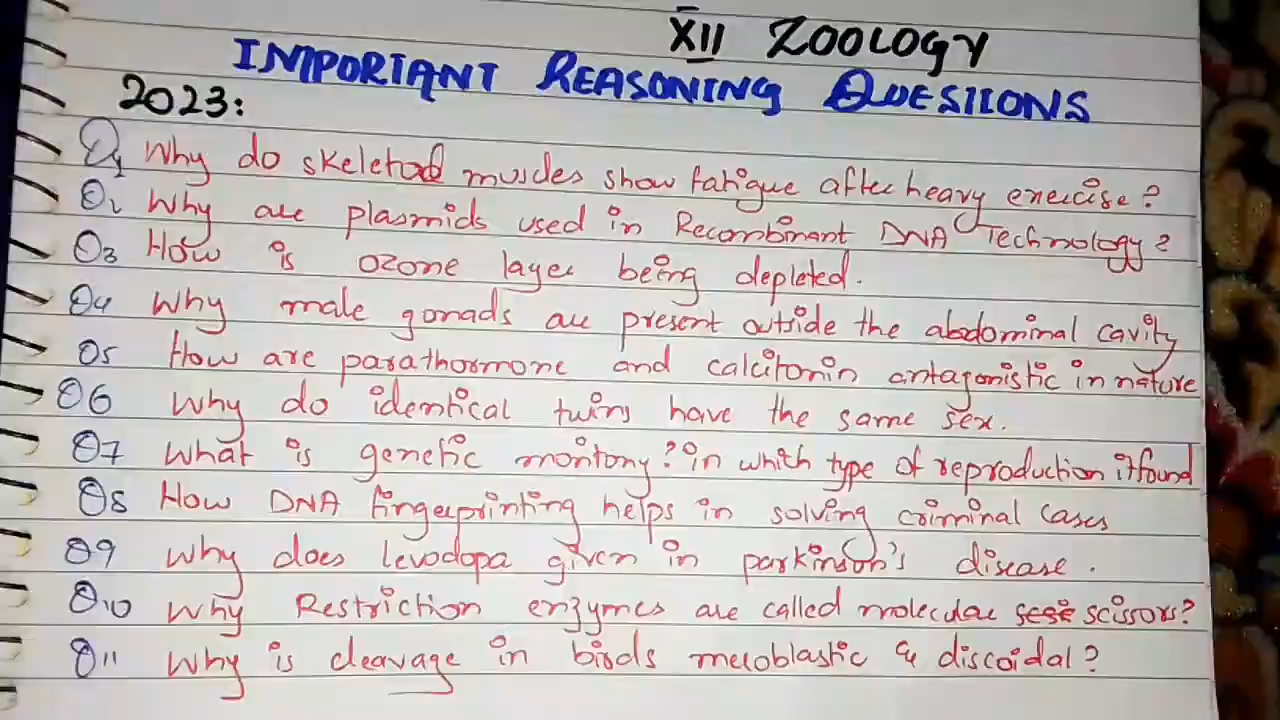 XII ZOOLOGY
IMPORTANT REASONING QUESTIONS
2023:
Q1 Why do skeletal muscles show fatigue after heavy exercise?
Q2 Why are plasmids used in Recombinant DNA Technology?
Q3 How is ozone layer being depleted.
Q4 Why male gonads are present outside the abdominal cavity
Q5 How are parathormone and calcitonin antagonistic in nature
Q6 Why do identical twins have the same sex.
Q7 What is genetic montony? in which type of reproduction it found
Q8 How DNA fingerprinting helps in solving criminal cases
Q9 Why does levodopa given in parkinson's disease.
Q.10 Why Restriction enzymes are called molecular scissors?
Q11 Why is cleavage in birds meroblastic & discoidal?